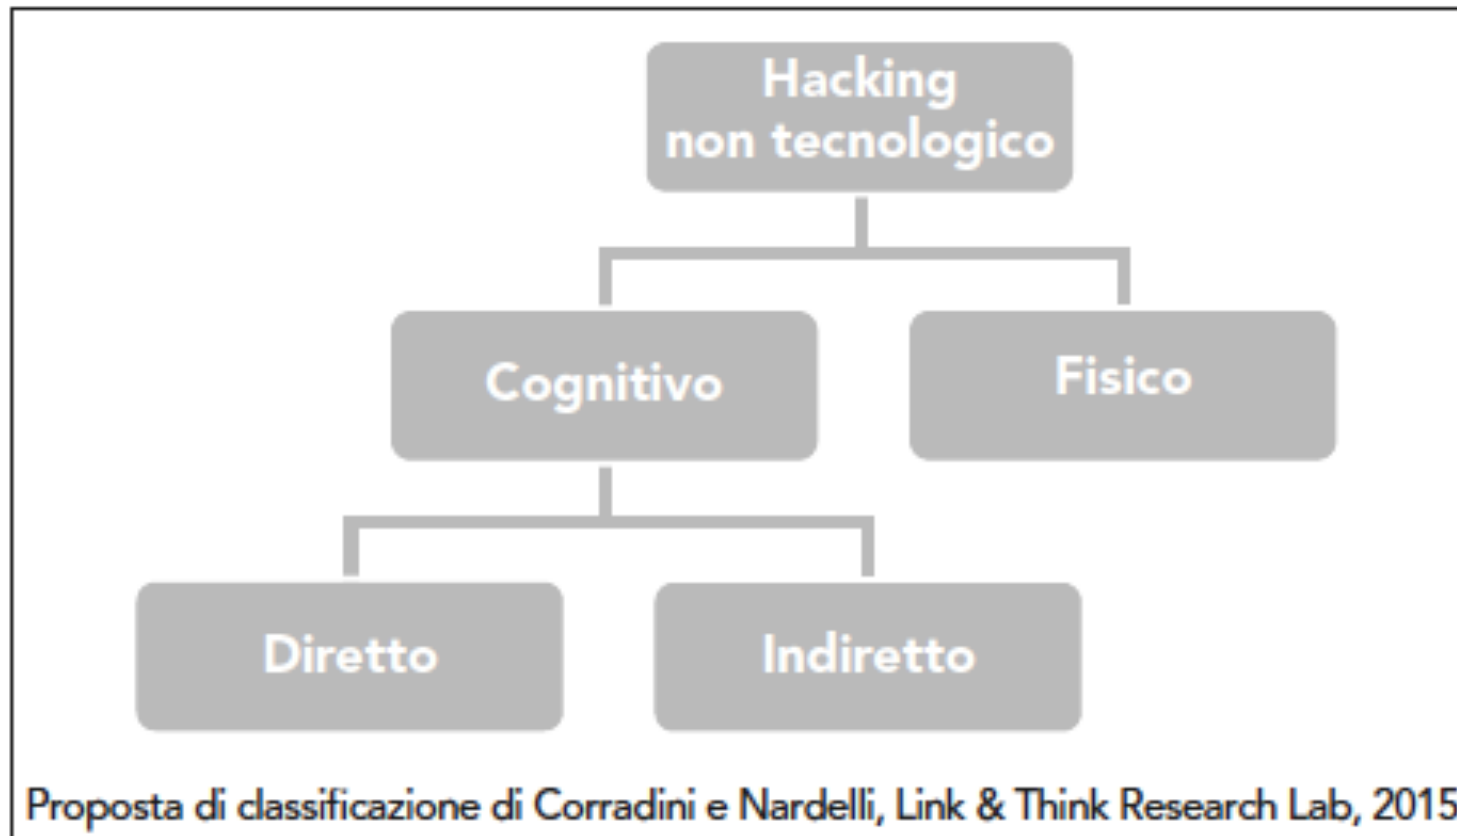 Hacking
non tecnologico
Cognitivo
Fisico
Diretto
Indiretto
Proposta di classificazione di Corradini e Nardelli, Link & Think Research Lab, 2015